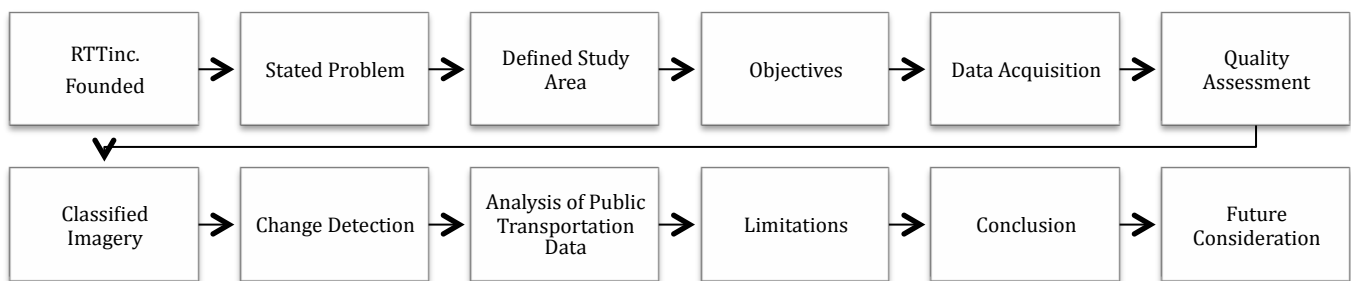 RTTinc.
Founded
Stated Problem
Defined Study
Area
Objectives
Data Acquisition
Quality
Assessment
Classified
Imagery
Change Detection
Analysis of Public
Transportation
Data
Limitations
Conclusion
Future
Consideration